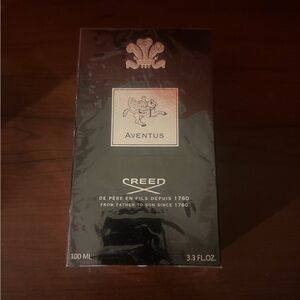 AVENTUS
CREED
DE PÈRE EN FILS DEPUIS 1760
FROM FATHER TO SON SINCE 1760
100 ML 3.3 FL.OZ.